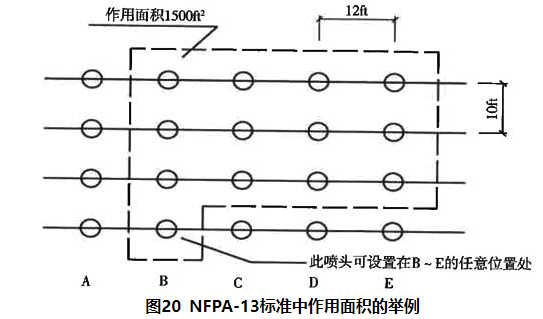 作用面积1500ft²
12ft
10ft
此喷头可设置在B~E的任意位置处
A B C D E
图20 NFPA-13标准中作用面积的举例